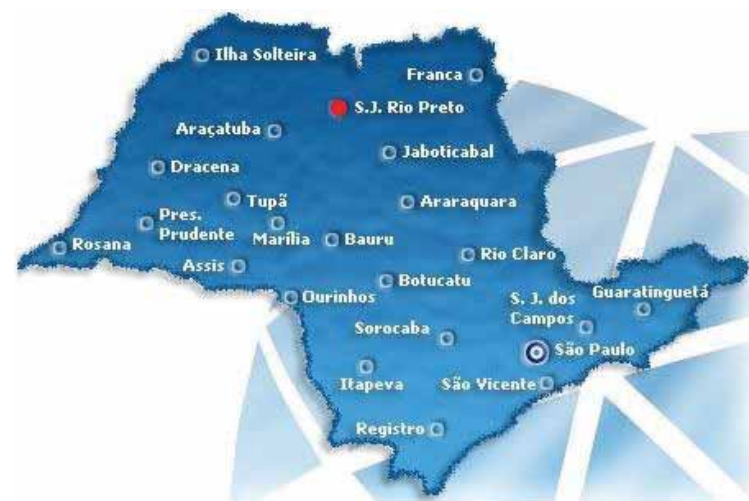 Ilha Solteira
Franca
S.J. Rio Preto
Araçatuba
Jaboticabal
Dracena
Tupã
Araraquara
Pres.
Prudente
Marília
Bauru
Rosana
Rio Claro
Assis
Botucatu
Ourinhos
Guaratinguetá
S. J. dos
Campos
Sorocaba
São Paulo
Itapeva
São Vicente
Registro